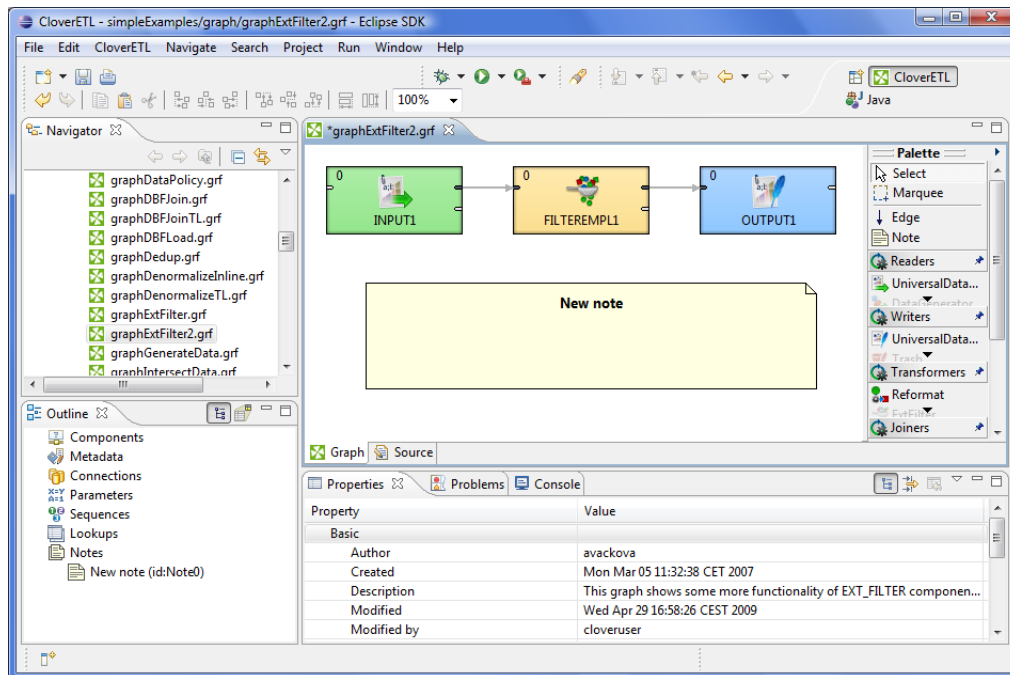 CloverETL - simpleExamples/graph/graphExtFilter2.grf - Eclipse SDK
File Edit CloverETL Navigate Search Project Run Window Help
CloverETL
100%
Java
Navigator
graphDataPolicy.grf
graphDBFJoin.grf
graphDBFJoinTL.grf
graphDBFLoad.grf
graphDedup.grf
graphDenormalizeInline.grf
graphDenormalizeTL.grf
graphExtFilter.grf
graphExtFilter2.grf
graphGenerateData.grf
graphIntersectData.grf
*graphExtFilter2.grf
0
INPUT1
0
FILTEREMPL1
0
OUTPUT1
New note
Palette
Select
Marquee
Edge
Note
Readers
UniversalData...
DataGenerator
Writers
UniversalData...
Trash
Transformers
Reformat
ExtFilter
Joiners
Graph Source
Outline
Components
Metadata
Connections
Parameters
Sequences
Lookups
Notes
New note (id:Note0)
Properties Problems Console
Property Value
Basic
Author avackova
Created Mon Mar 05 11:32:38 CET 2007
Description This graph shows some more functionality of EXT_FILTER componen...
Modified Wed Apr 29 16:58:26 CEST 2009
Modified by cloveruser